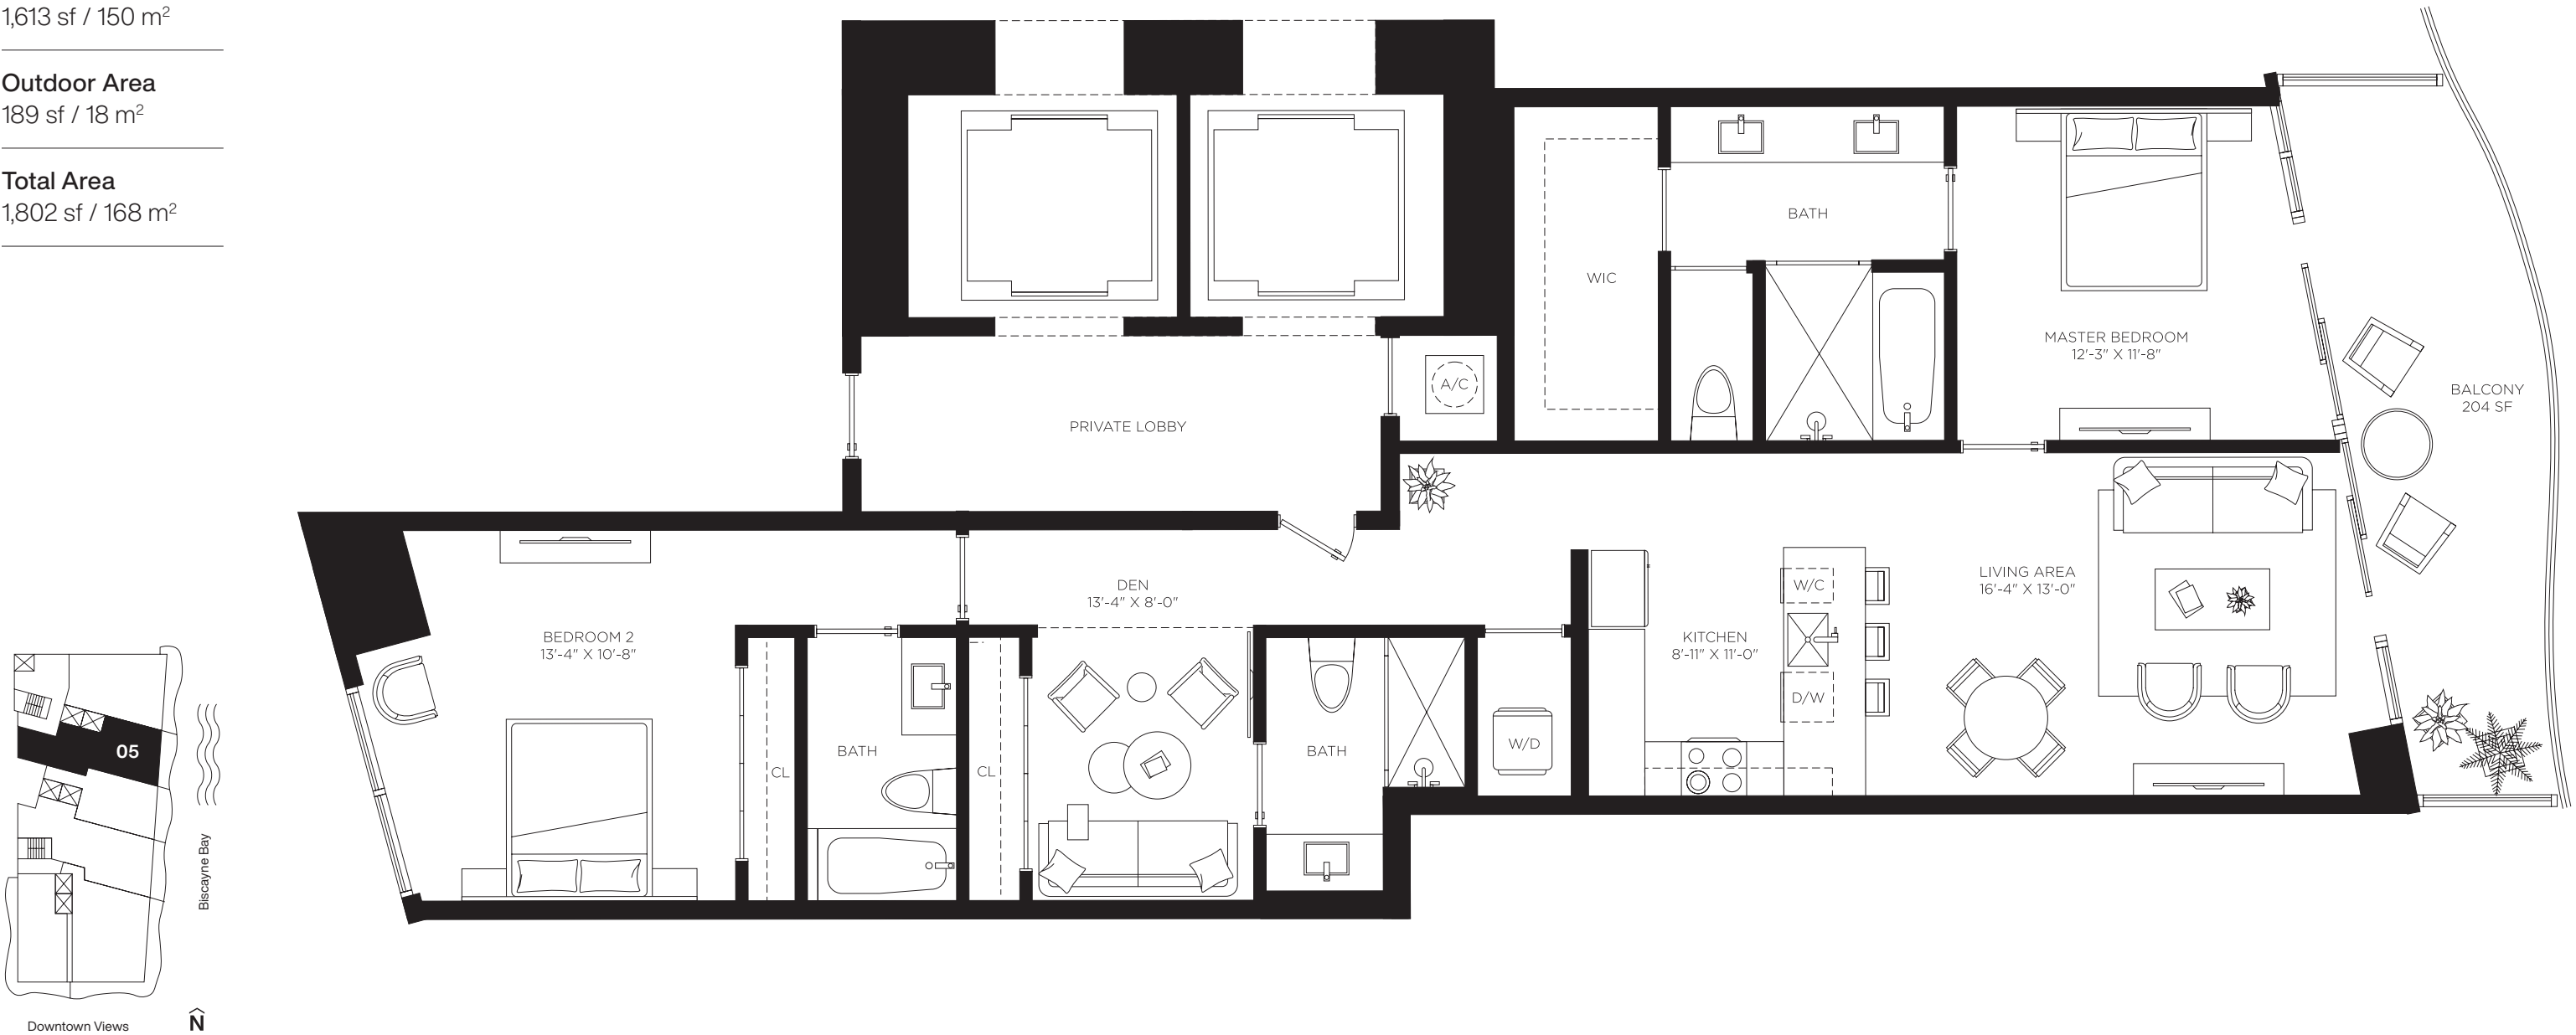 1,613 sf / 150 m²
Outdoor Area
189 sf / 18 m²
Total Area
1,802 sf / 168 m²
BATH
WIC
MASTER BEDROOM
12'-3" X 11'-8"
A/C
BALCONY
204 SF
PRIVATE LOBBY
DEN
13'-4" X 8'-0"
W/C
LIVING AREA
16'-4" X 13'-0"
BEDROOM 2
13'-4" X 10'-8"
KITCHEN
8'-11" X 11'-0"
D/W
BATH
BATH
W/D
CL
CL
05
Biscayne Bay
Downtown Views
N